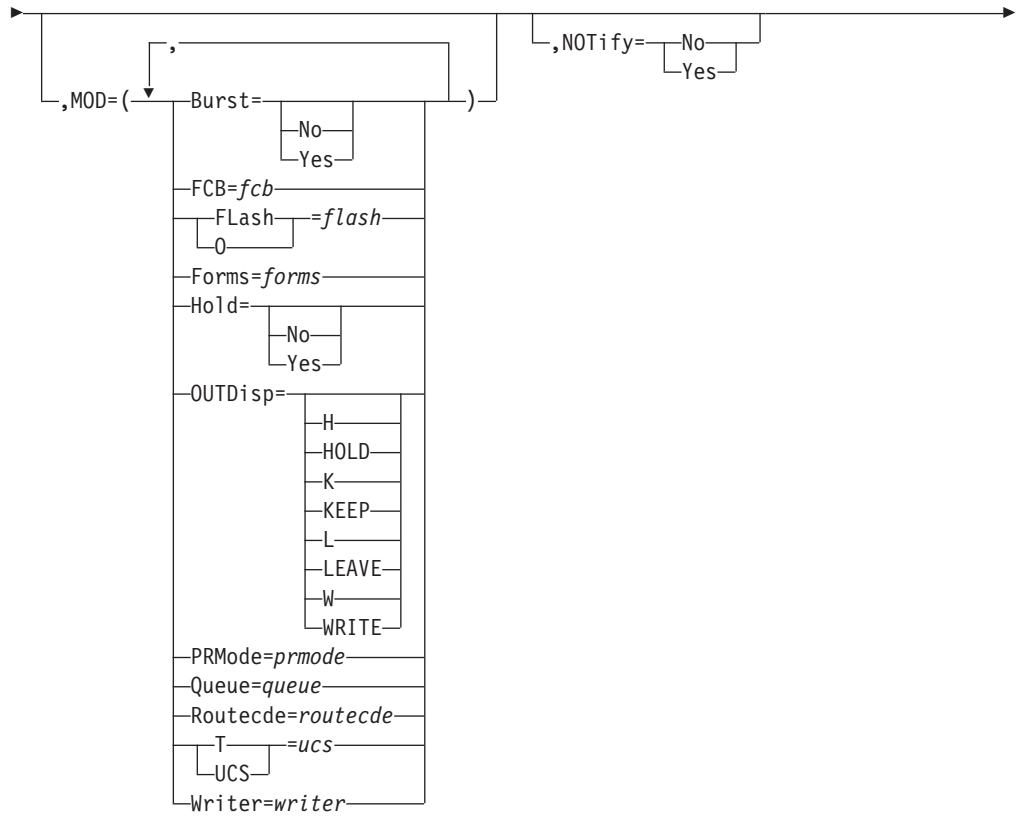 ,
,NOTify= No
Yes
,MOD=( Burst= )
No
Yes
FCB=fcb
FLash =flash
O
Forms=forms
Hold=
No
Yes
OUTDisp=
H
HOLD
K
KEEP
L
LEAVE
W
WRITE
PRMode=prmode
Queue=queue
Routecde=routecde
T =ucs
UCS
Writer=writer